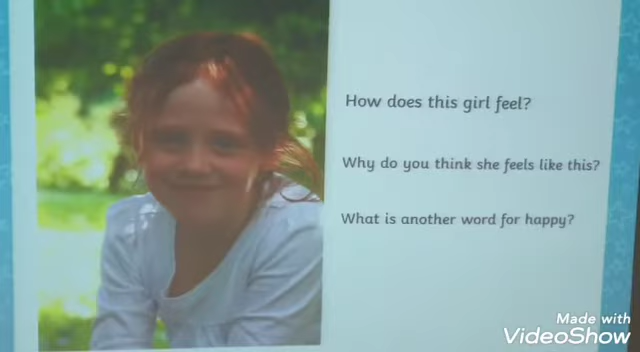 How does this girl feel?
Why do you think she feels like this?
What is another word for happy?
Made with
VideoShow